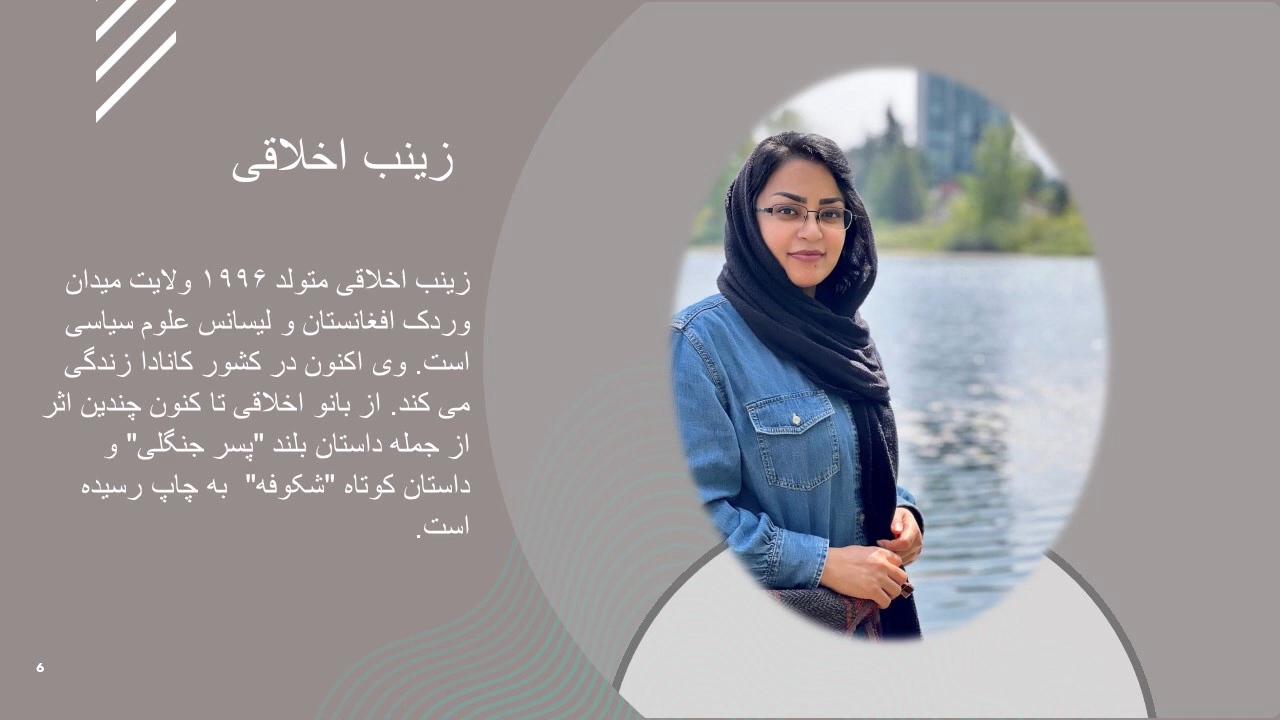 زینب اخلاقی
زینب اخلاقی متولد ۱۹۹۶ ولایت میدان
وردک افغانستان و لیسانس علوم سیاسی
است. وی اکنون در کشور کانادا زندگی
می کند. از بانو اخلاقی تا کنون چندین اثر
از جمله داستان بلند "پسر جنگلی" و
داستان کوتاه "شکوفه"  به چاپ رسیده
است.
6